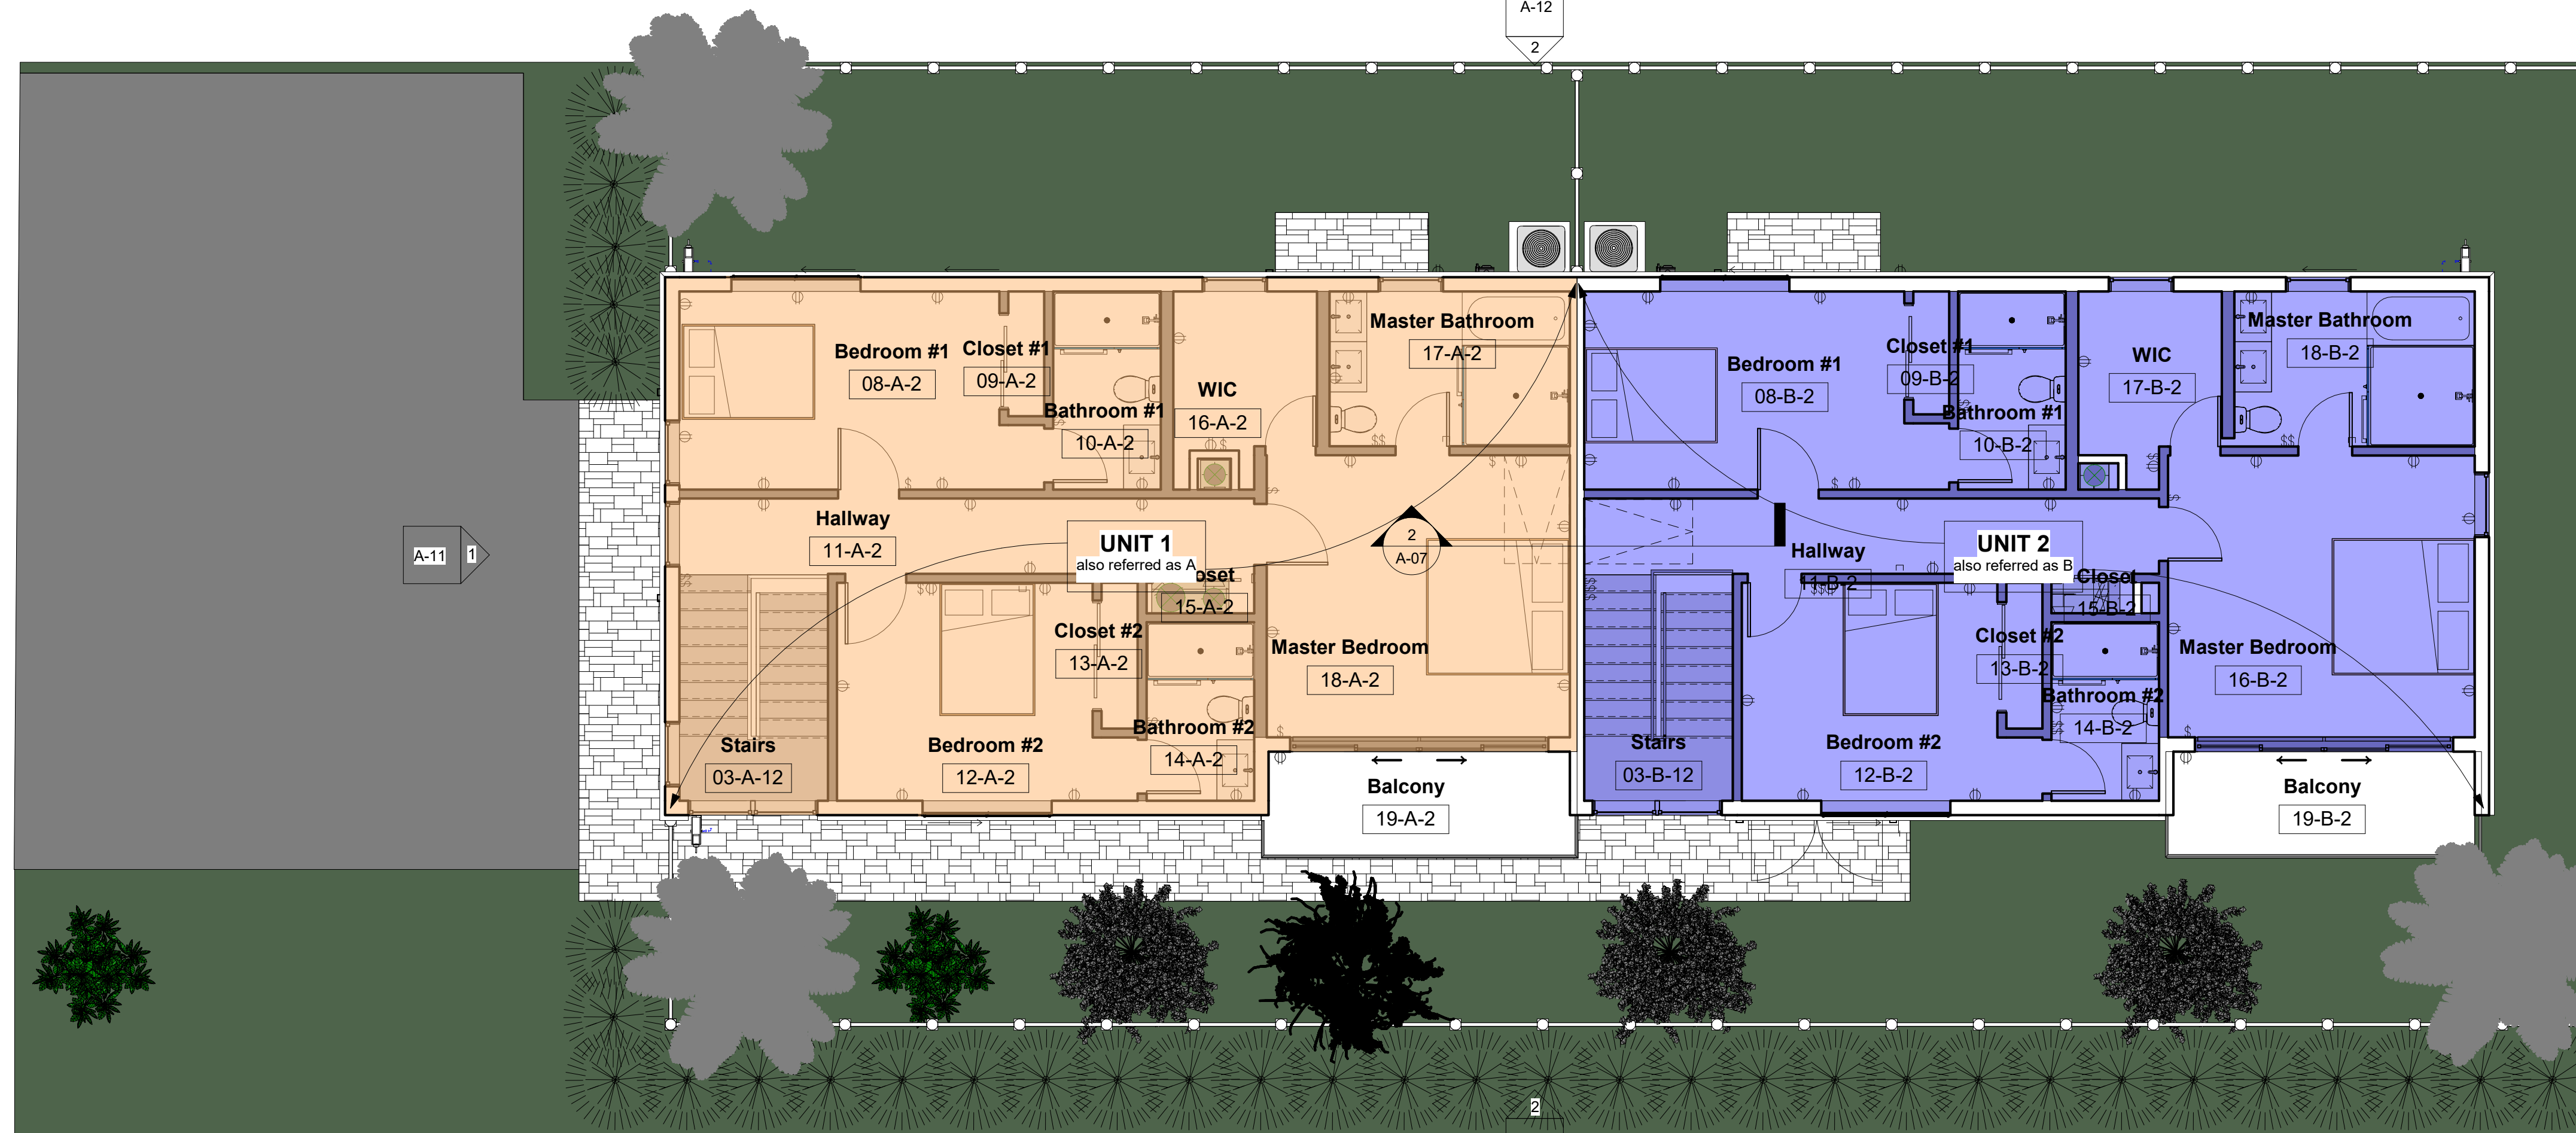 A-12
2
Bedroom #1
08-A-2
Closet #1
09-A-2
Bathroom #1
10-A-2
WIC
16-A-2
Master Bathroom
17-A-2
Bedroom #1
08-B-2
Closet #1
09-B-2
Bathroom #1
10-B-2
WIC
17-B-2
Master Bathroom
18-B-2
A-11
1
Hallway
11-A-2
UNIT 1
also referred as A
2
A-07
Hallway
11-B-2
UNIT 2
also referred as B
15-A-2
Closet
15-B-2
Stairs
03-A-12
Bedroom #2
12-A-2
Closet #2
13-A-2
Bathroom #2
14-A-2
Master Bedroom
18-A-2
Balcony
19-A-2
Stairs
03-B-12
Bedroom #2
12-B-2
Closet #2
13-B-2
Bathroom #2
14-B-2
Master Bedroom
16-B-2
Balcony
19-B-2
2